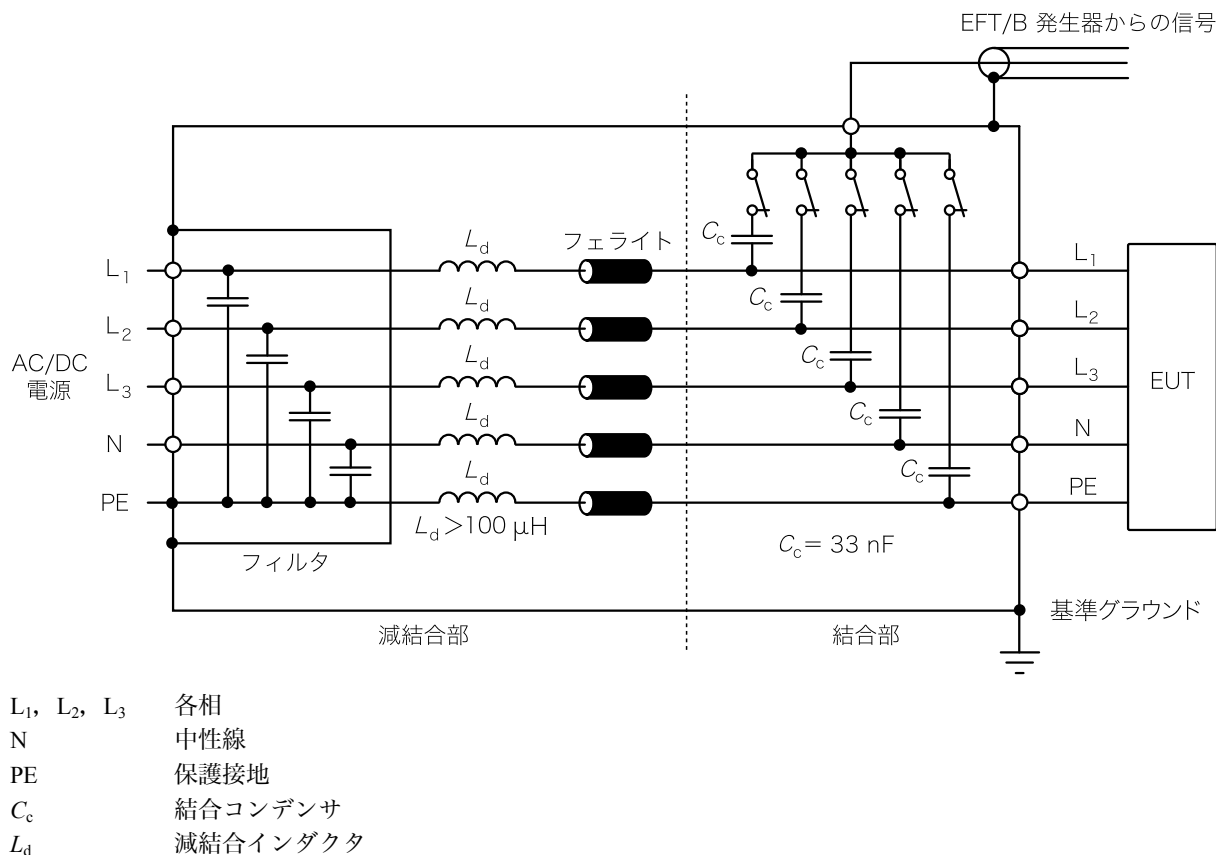 EFT/B 発生器からの信号
L1
L2
L3
N
PE
AC/DC
電源
Ld
Ld
Ld
Ld
Ld
Ld>100 μH
フェライト
フィルタ
Cc
Cc
Cc
Cc
Cc
Cc= 33 nF
L1
L2
L3
N
PE
EUT
基準グラウンド
減結合部
結合部
L1, L2, L3 各相
N 中性線
PE 保護接地
Cc 結合コンデンサ
Ld 減結合インダクタ